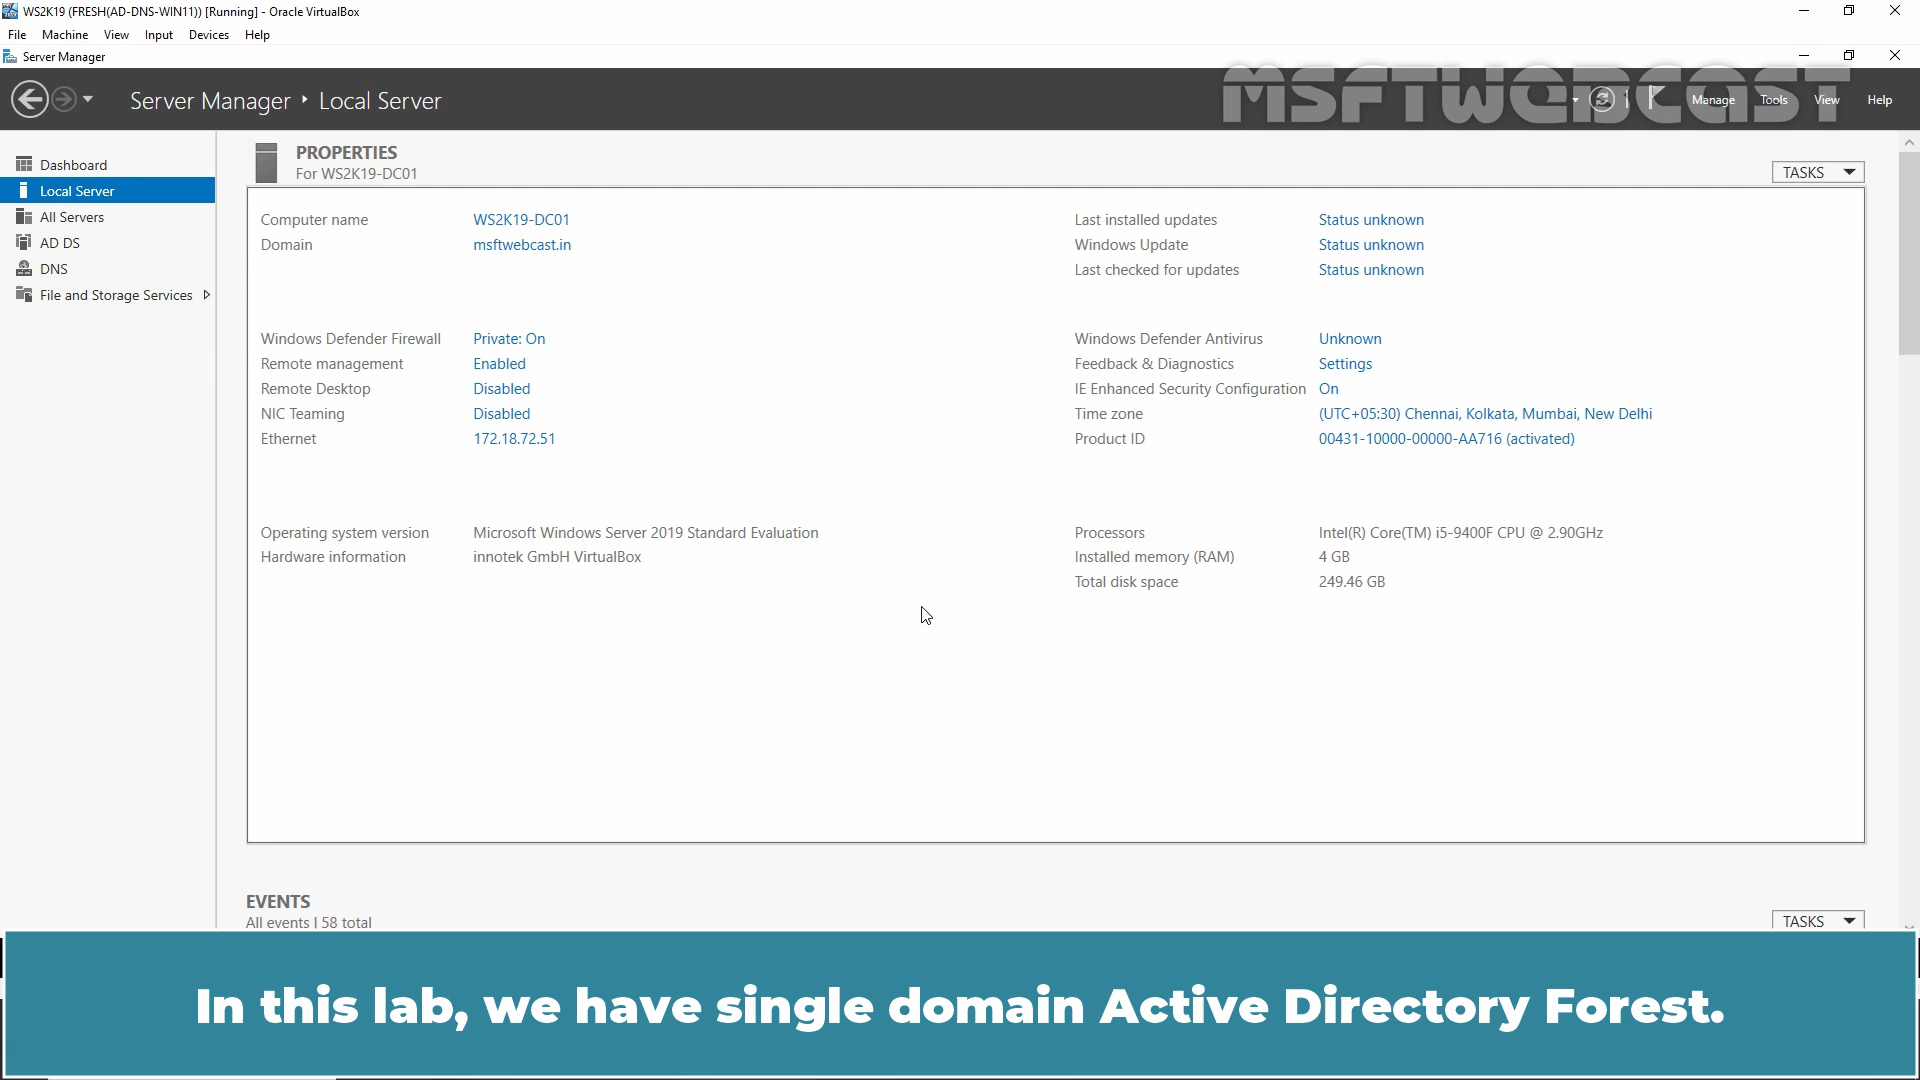 WS2K19 (FRESH(AD-DNS-WIN11)) [Running] - Oracle VirtualBox
File Machine View Input Devices Help
Server Manager
Server Manager ‣ Local Server
MSFTWEBCAST
Manage Tools View Help
Dashboard
Local Server
All Servers
AD DS
DNS
File and Storage Services
PROPERTIES
For WS2K19-DC01
TASKS
Computer name WS2K19-DC01
Domain msftwebcast.in
Last installed updates Status unknown
Windows Update Status unknown
Last checked for updates Status unknown
Windows Defender Firewall Private: On
Remote management Enabled
Remote Desktop Disabled
NIC Teaming Disabled
Ethernet 172.18.72.51
Windows Defender Antivirus Unknown
Feedback & Diagnostics Settings
IE Enhanced Security Configuration On
Time zone (UTC+05:30) Chennai, Kolkata, Mumbai, New Delhi
Product ID 00431-10000-00000-AA716 (activated)
Operating system version Microsoft Windows Server 2019 Standard Evaluation
Hardware information innotek GmbH VirtualBox
Processors Intel(R) Core(TM) i5-9400F CPU @ 2.90GHz
Installed memory (RAM) 4 GB
Total disk space 249.46 GB
EVENTS
All events | 58 total
TASKS
In this lab, we have single domain Active Directory Forest.